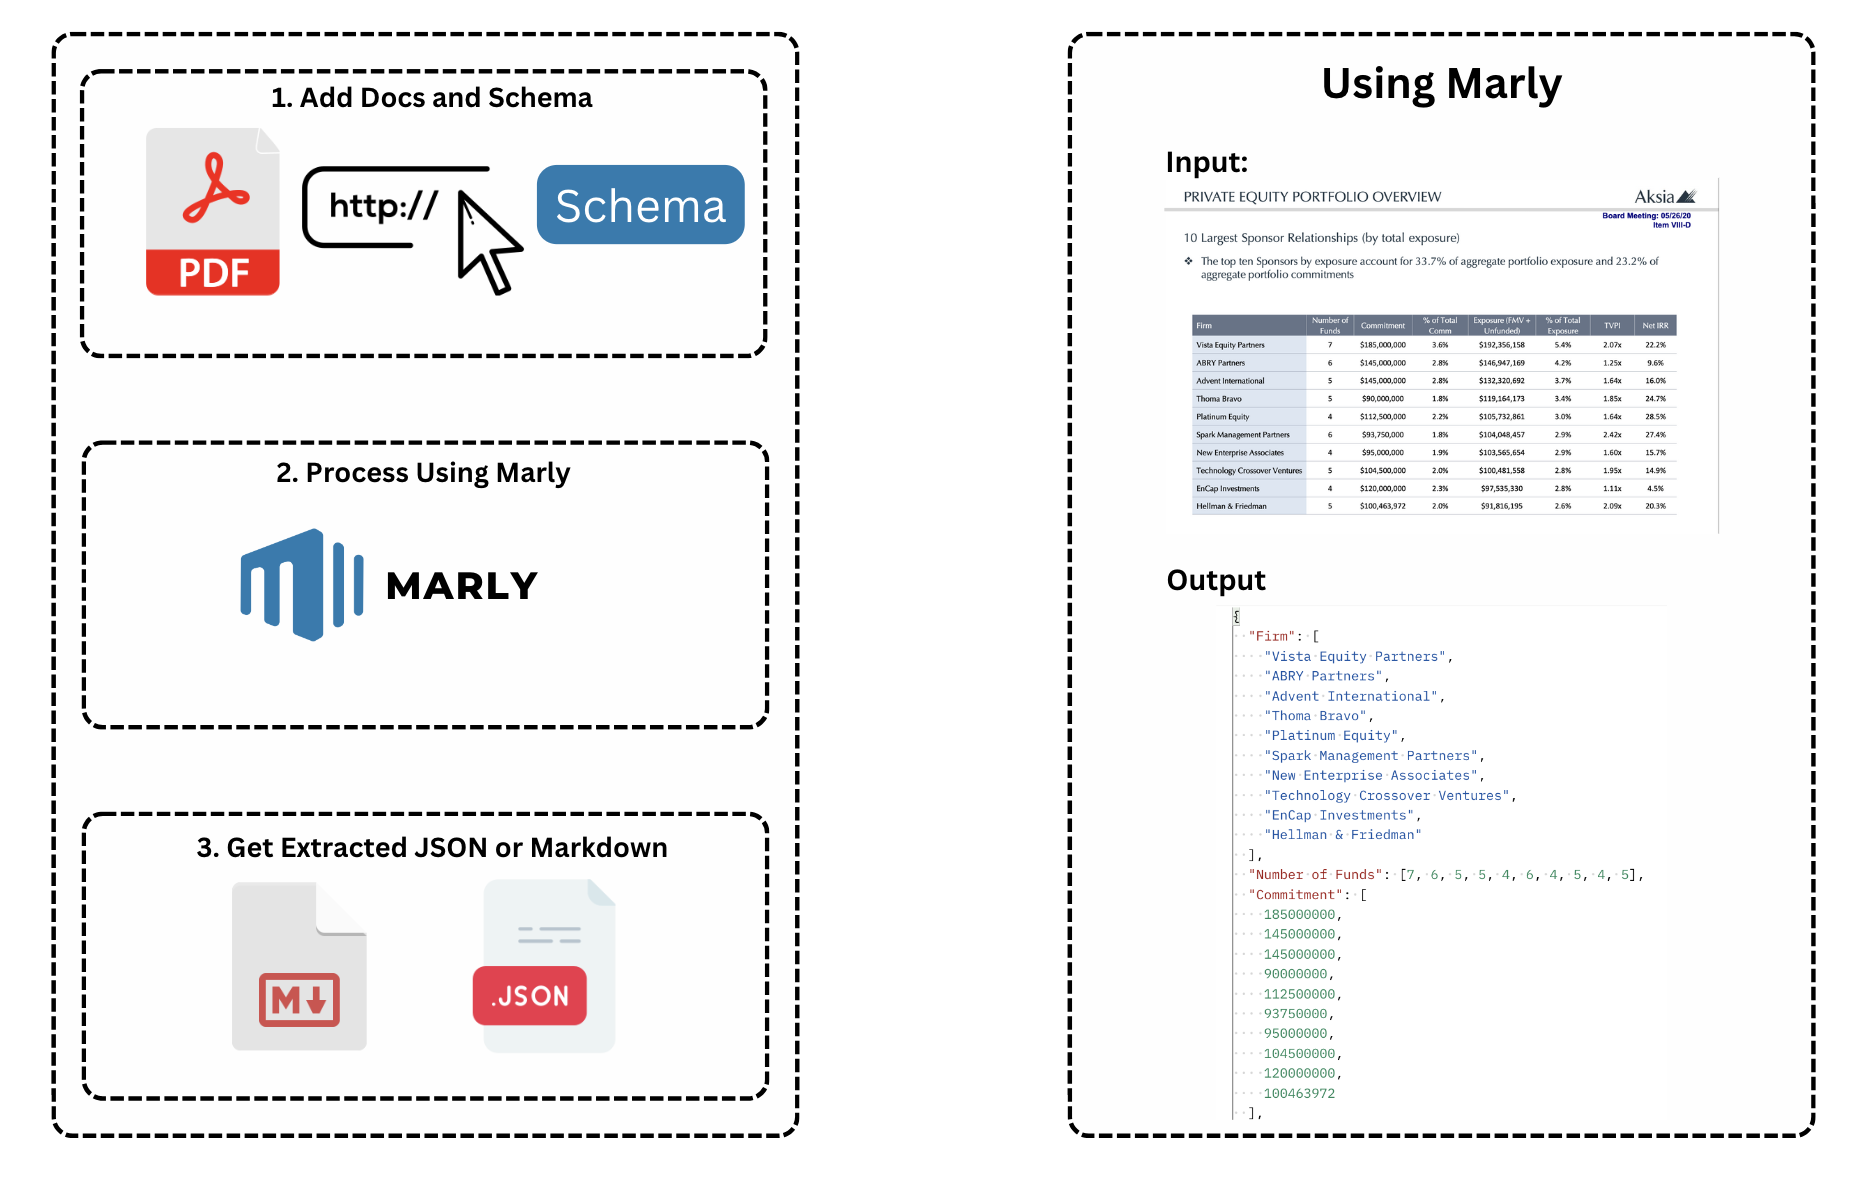 1. Add Docs and Schema
PDF
http://
Schema
2. Process Using Marly
MARLY
3. Get Extracted JSON or Markdown
M
.JSON
Using Marly
Input:
PRIVATE EQUITY PORTFOLIO OVERVIEW
Aksia
Board Meeting: 05/26/20
Item VIII-D
10 Largest Sponsor Relationships (by total exposure)
❖ The top ten Sponsors by exposure account for 33.7% of aggregate portfolio exposure and 23.2% of
aggregate portfolio commitments
Firm Number of Funds Commitment % of Total Comm Exposure (FMV + Unfunded) % of Total Exposure TVPI Net IRR
Vista Equity Partners 7 $185,000,000 3.6% $192,356,158 5.4% 2.07x 22.2%
ABRY Partners 6 $145,000,000 2.8% $146,947,169 4.2% 1.25x 9.6%
Advent International 5 $145,000,000 2.8% $132,320,692 3.7% 1.64x 16.0%
Thoma Bravo 5 $90,000,000 1.8% $119,164,173 3.4% 1.85x 24.7%
Platinum Equity 4 $112,500,000 2.2% $105,732,861 3.0% 1.64x 28.5%
Spark Management Partners 6 $93,750,000 1.8% $104,048,457 2.9% 2.42x 27.4%
New Enterprise Associates 4 $95,000,000 1.9% $103,565,654 2.9% 1.60x 15.7%
Technology Crossover Ventures 5 $104,500,000 2.0% $100,481,558 2.8% 1.95x 14.9%
EnCap Investments 4 $120,000,000 2.3% $97,535,330 2.8% 1.11x 4.5%
Hellman & Friedman 5 $100,463,972 2.0% $91,816,195 2.6% 2.09x 20.3%
Output
{
"Firm": [
"Vista Equity Partners",
"ABRY Partners",
"Advent International",
"Thoma Bravo",
"Platinum Equity",
"Spark Management Partners",
"New Enterprise Associates",
"Technology Crossover Ventures",
"EnCap Investments",
"Hellman & Friedman"
],
"Number of Funds": [7, 6, 5, 5, 4, 6, 4, 5, 4, 5],
"Commitment": [
185000000,
145000000,
145000000,
90000000,
112500000,
93750000,
95000000,
104500000,
120000000,
100463972
],